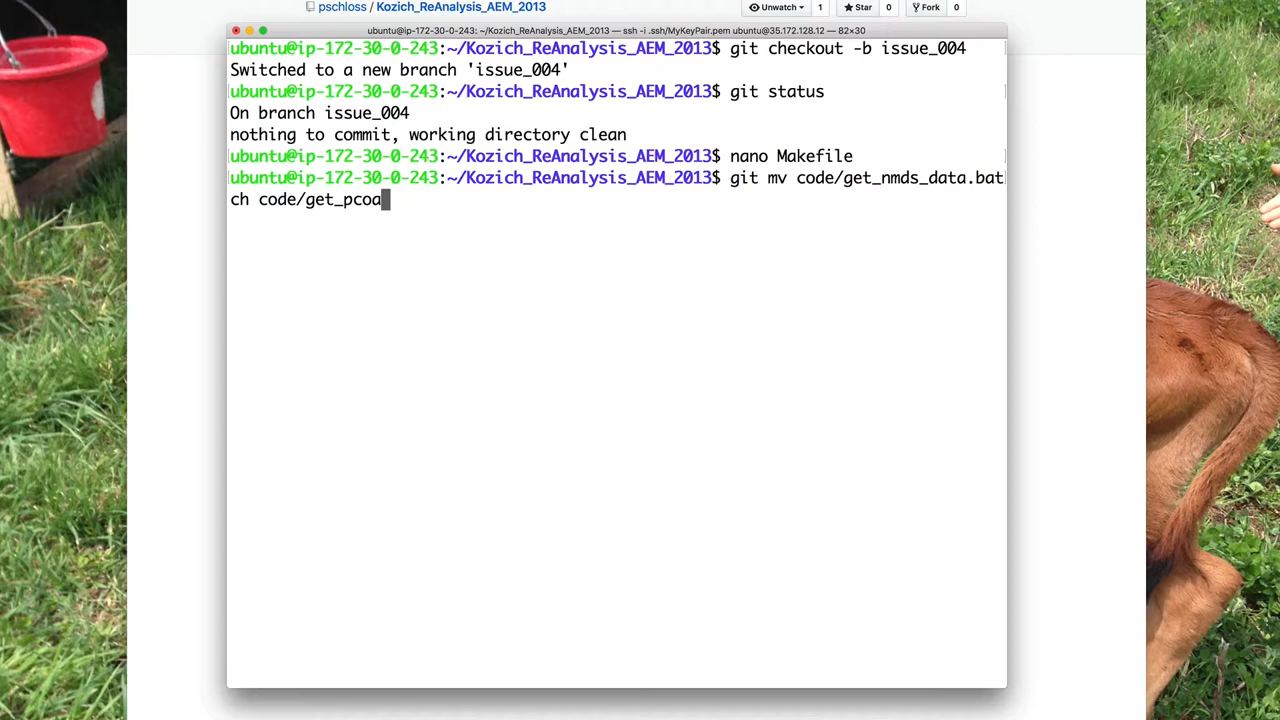 pschloss / Kozich_ReAnalysis_AEM_2013
Unwatch 1 Star 0 Fork 0
ubuntu@ip-172-30-0-243: ~/Kozich_ReAnalysis_AEM_2013 — ssh -i .ssh/MyKeyPair.pem ubuntu@35.172.128.12 — 82×30
ubuntu@ip-172-30-0-243:~/Kozich_ReAnalysis_AEM_2013$ git checkout -b issue_004
Switched to a new branch 'issue_004'
ubuntu@ip-172-30-0-243:~/Kozich_ReAnalysis_AEM_2013$ git status
On branch issue_004
nothing to commit, working directory clean
ubuntu@ip-172-30-0-243:~/Kozich_ReAnalysis_AEM_2013$ nano Makefile
ubuntu@ip-172-30-0-243:~/Kozich_ReAnalysis_AEM_2013$ git mv code/get_nmds_data.bat
ch code/get_pcoa